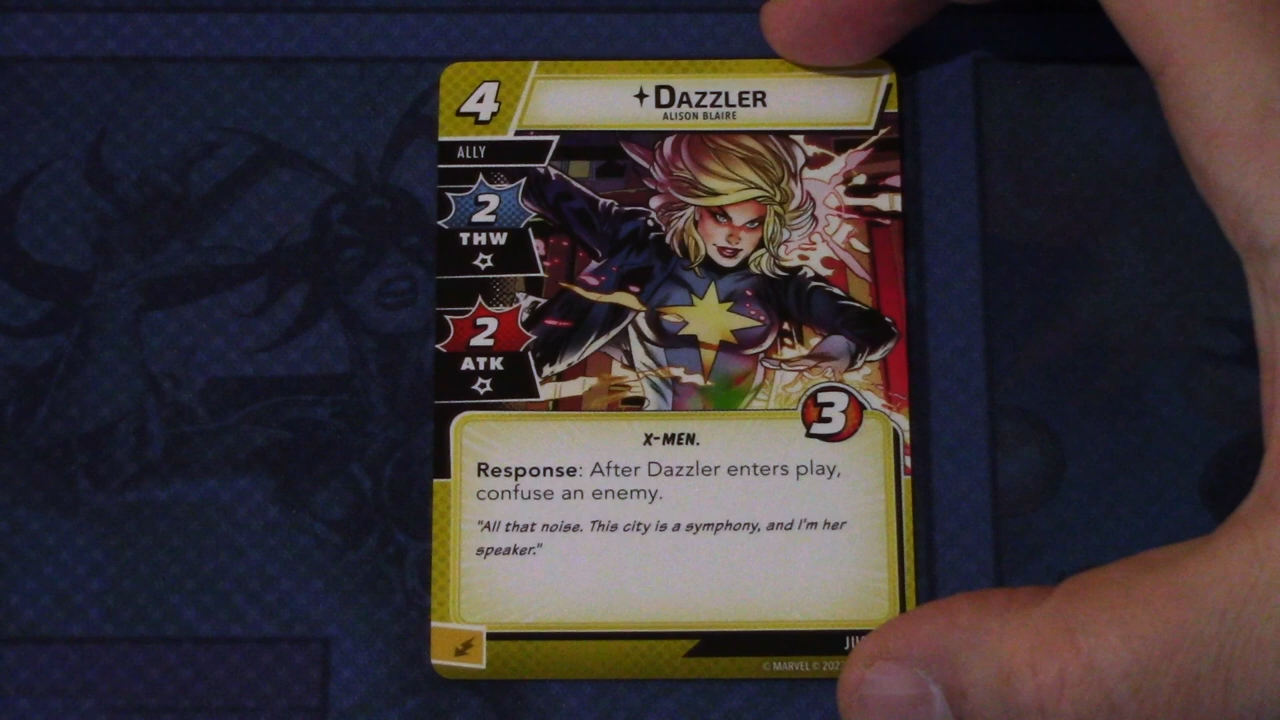 4
DAZZLER
ALISON BLAIRE
ALLY
2
THW
2
ATK
3
X-MEN.
Response: After Dazzler enters play,
confuse an enemy.
"All that noise. This city is a symphony, and I'm her
speaker."
© MARVEL ©